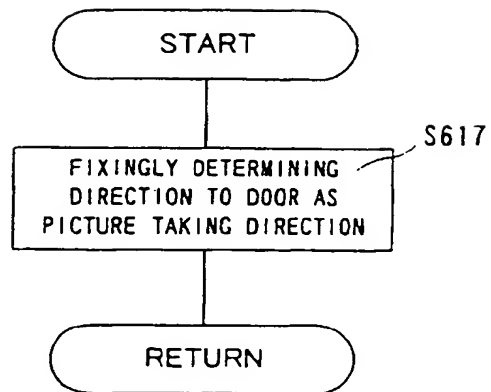 START
S617
FIXINGLY DETERMINING
DIRECTION TO DOOR AS
PICTURE TAKING DIRECTION
RETURN